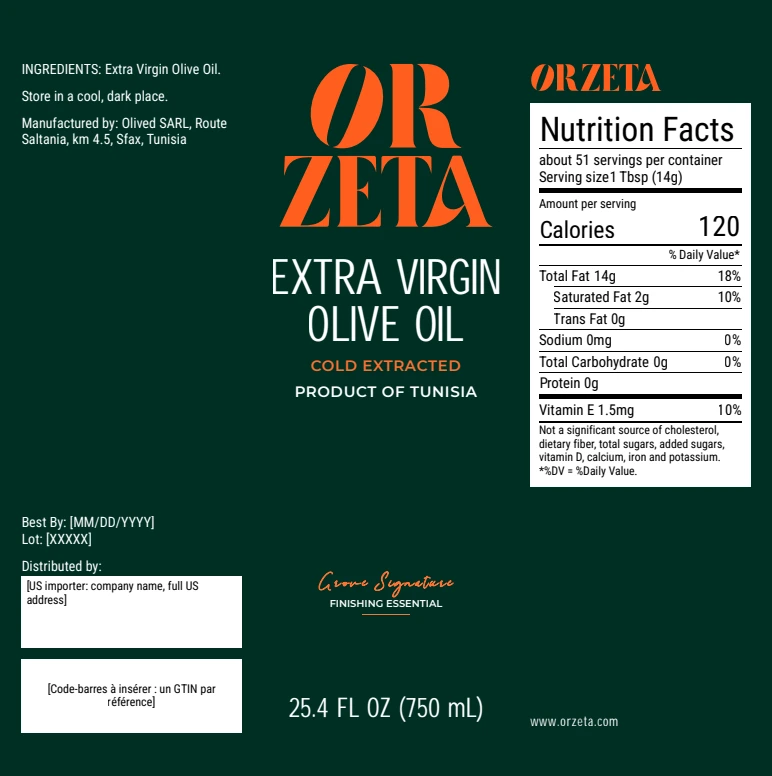 INGREDIENTS: Extra Virgin Olive Oil.
Store in a cool, dark place.
Manufactured by: Olived SARL, Route
Saltania, km 4.5, Sfax, Tunisia
Best By: [MM/DD/YYYY]
Lot: [XXXXX]
Distributed by:
[US importer: company name, full US
address]
[Code-barres à insérer : un GTIN par
référence]
OR
ZETA
EXTRA VIRGIN
OLIVE OIL
COLD EXTRACTED
PRODUCT OF TUNISIA
Grove Signature
FINISHING ESSENTIAL
25.4 FL OZ (750 mL)
OR ZETA
Nutrition Facts
about 51 servings per container
Serving size1 Tbsp (14g)
Amount per serving
Calories 120
% Daily Value*
Total Fat 14g 18%
Saturated Fat 2g 10%
Trans Fat 0g
Sodium 0mg 0%
Total Carbohydrate 0g 0%
Protein 0g
Vitamin E 1.5mg 10%
Not a significant source of cholesterol,
dietary fiber, total sugars, added sugars,
vitamin D, calcium, iron and potassium.
*%DV = %Daily Value.
www.orzeta.com